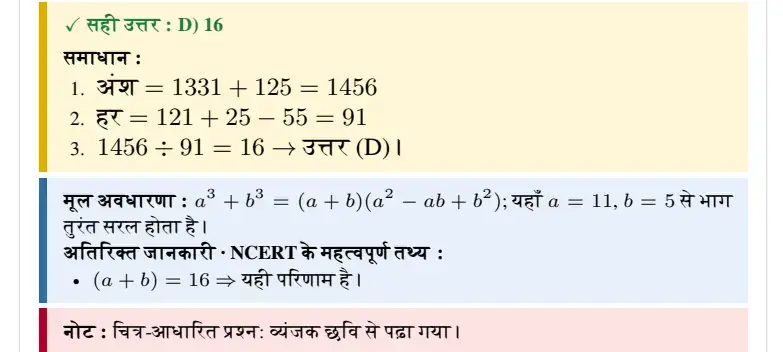 ✓ सही उत्तर : D) 16
समाधान :
1. अंश = 1331 + 125 = 1456
2. हर = 121 + 25 − 55 = 91
3. 1456 ÷ 91 = 16 → उत्तर (D)।
मूल अवधारणा : a³ + b³ = (a + b)(a² − ab + b²); यहाँ a = 11, b = 5 से भाग
तुरंत सरल होता है।
अतिरिक्त जानकारी · NCERT के महत्वपूर्ण तथ्य :
• (a + b) = 16 ⇒ यही परिणाम है।
नोट : चित्र-आधारित प्रश्न: व्यंजक छवि से पढ़ा गया।